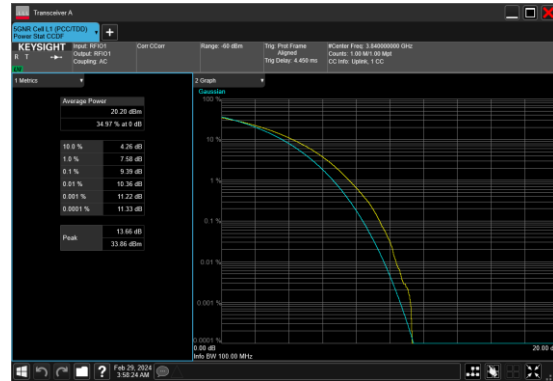 Transceiver A
5GNR Cell L1 (PCC/TDD)
Power Stat CCDF
KEYSIGHT
R T
Input: RFIO1
Output: RFIO1
Coupling: AC
Corr CCorr
Range: -60 dBm
Trig: Prot Frame
Aligned
Trig Delay: 4.450 ms
#Center Freq: 3.840000000 GHz
Counts: 1.00 M/1.00 Mpt
CC Info: Uplink, 1 CC
1 Metrics
Average Power
20.20 dBm
34.97 % at 0 dB
10.0 % 4.26 dB
1.0 % 7.58 dB
0.1 % 9.39 dB
0.01 % 10.36 dB
0.001 % 11.22 dB
0.0001 % 11.33 dB
Peak
13.66 dB
33.86 dBm
2 Graph
Gaussian
100 %
10 %
1 %
0.1 %
0.01 %
0.001 %
0.0001 %
0.00 dB
20.00 d
Info BW 100.00 MHz
? Feb 29, 2024
3:50:24 AM